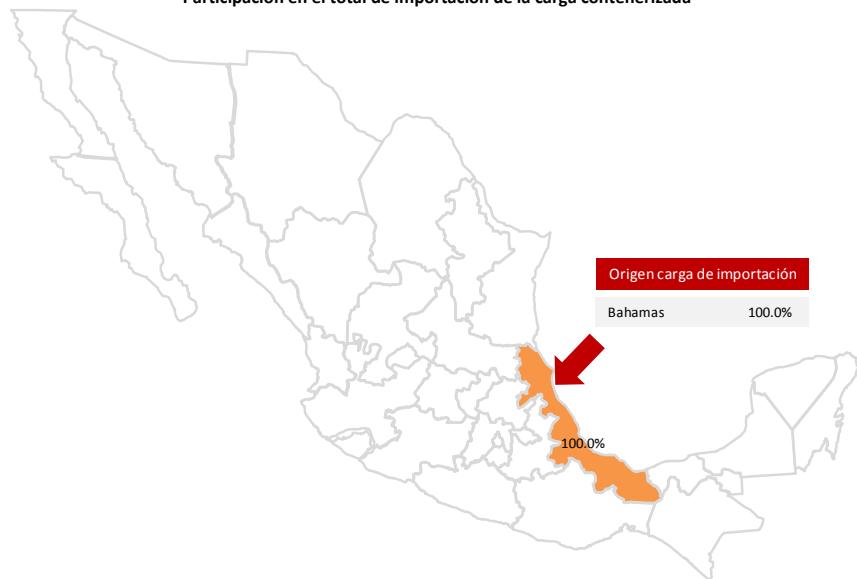 Participación en el total de importación de la carga contenerizada
Origen carga de importación
Bahamas 100.0%
100.0%